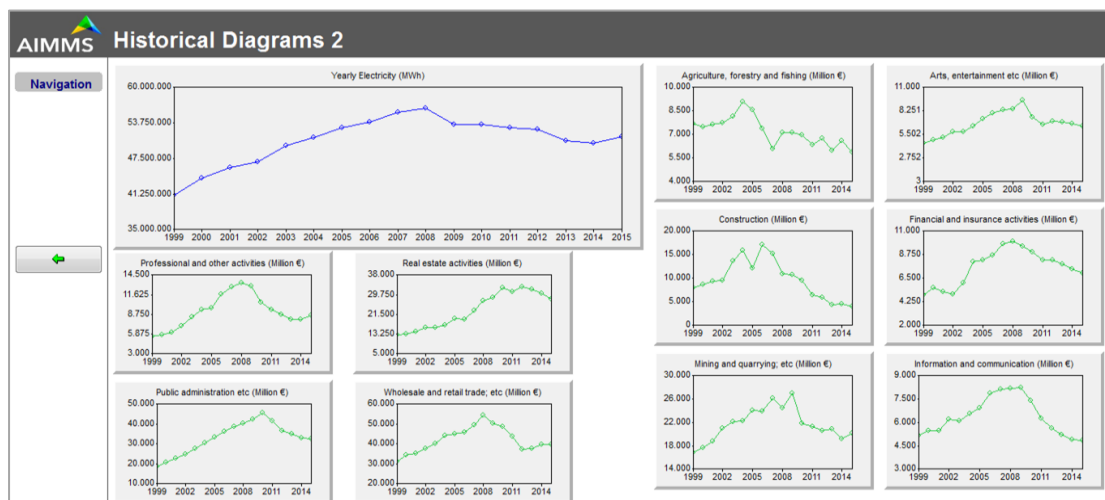 AIMMS Historical Diagrams 2
Navigation
Yearly Electricity (MWh)
60.000.000
53.750.000
47.500.000
41.250.000
35.000.000
1999 2000 2001 2002 2003 2004 2005 2006 2007 2008 2009 2010 2011 2012 2013 2014 2015
Agriculture, forestry and fishing (Million €)
10.000
8.500
7.000
5.500
4.000
1999 2002 2005 2008 2011 2014
Arts, entertainment etc (Million €)
11.000
8.251
5.502
2.752
3
1999 2002 2005 2008 2011 2014
Construction (Million €)
20.000
15.000
10.000
5.000
0
1999 2002 2005 2008 2011 2014
Financial and insurance activities (Million €)
11.000
8.750
6.500
4.250
2.000
1999 2002 2005 2008 2011 2014
Professional and other activities (Million €)
14.500
11.625
8.750
5.875
3.000
1999 2002 2005 2008 2011 2014
Real estate activities (Million €)
38.000
29.750
21.500
13.250
5.000
1999 2002 2005 2008 2011 2014
Mining and quarrying; etc (Million €)
30.000
26.000
22.000
18.000
14.000
1999 2002 2005 2008 2011 2014
Information and communication (Million €)
9.000
7.500
6.000
4.500
3.000
1999 2002 2005 2008 2011 2014
Public administration etc (Million €)
50.000
40.000
30.000
20.000
10.000
1999 2002 2005 2008 2011 2014
Wholesale and retail trade; etc (Million €)
60.000
50.000
40.000
30.000
20.000
1999 2002 2005 2008 2011 2014